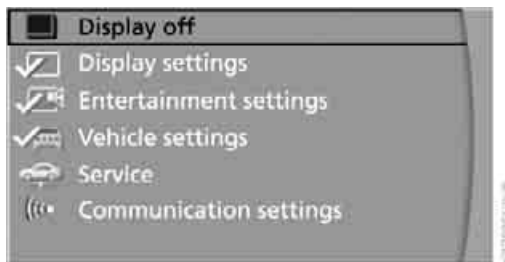 Display off
Display settings
Entertainment settings
Vehicle settings
Service
Communication settings